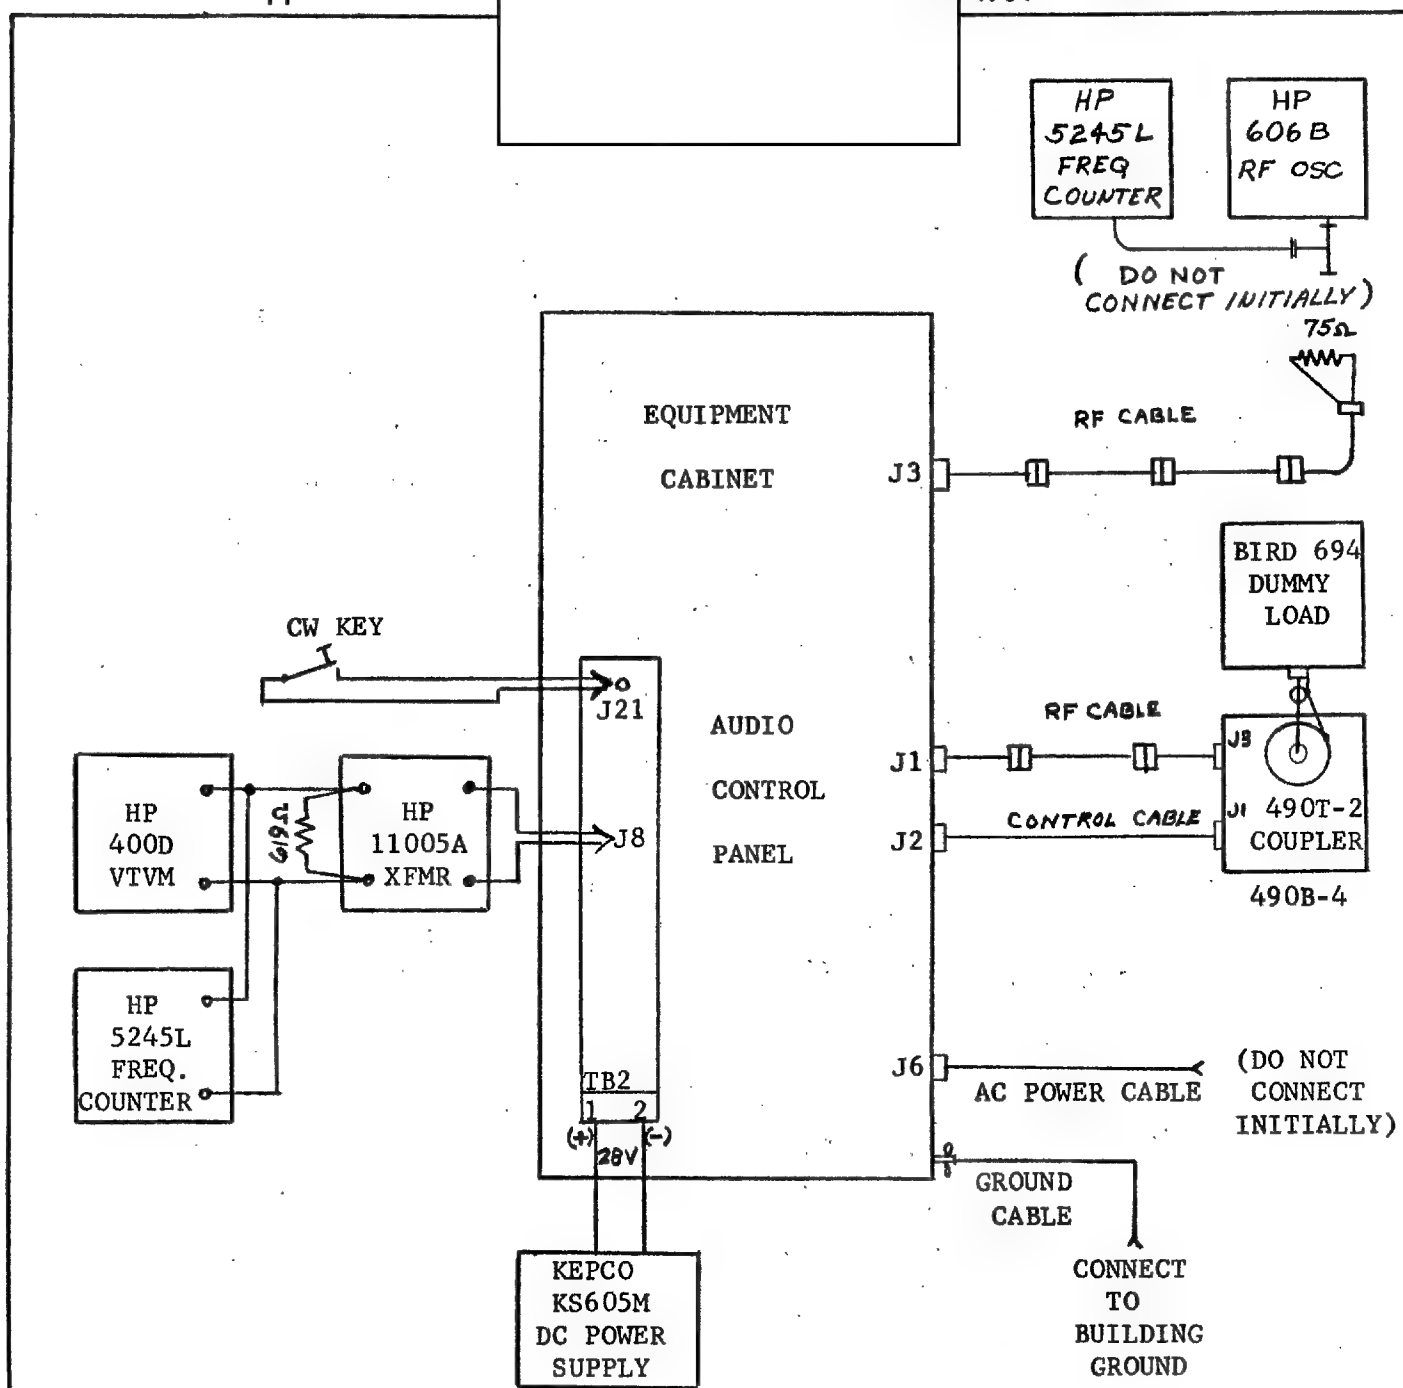 HP
5245L
FREQ
COUNTER
HP
606B
RF OSC
( DO NOT
CONNECT INITIALLY)
75Ω
RF CABLE
EQUIPMENT
CABINET
J3
BIRD 694
DUMMY
LOAD
CW KEY
J21
AUDIO
CONTROL
PANEL
RF CABLE
J1
J3
J2
CONTROL CABLE
J1
490T-2
COUPLER
490B-4
HP
400D
VTVM
619Ω
HP
11005A
XFMR
J8
HP
5245L
FREQ.
COUNTER
J6
AC POWER CABLE
(DO NOT
CONNECT
INITIALLY)
TB2
1 2
(+) (-)
28V
GROUND
CABLE
CONNECT
TO
BUILDING
GROUND
KEPCO
KS605M
DC POWER
SUPPLY